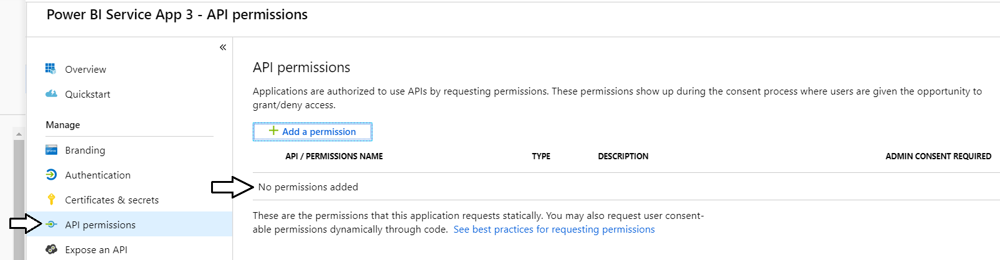 Power BI Service App 3 - API permissions
«
Overview
Quickstart
Manage
Branding
Authentication
Certificates & secrets
API permissions
Expose an API
API permissions
Applications are authorized to use APIs by requesting permissions. These permissions show up during the consent process where users are given the opportunity to
grant/deny access.
+ Add a permission
API / PERMISSIONS NAME TYPE DESCRIPTION ADMIN CONSENT REQUIRED
No permissions added
These are the permissions that this application requests statically. You may also request user consent-
able permissions dynamically through code. See best practices for requesting permissions